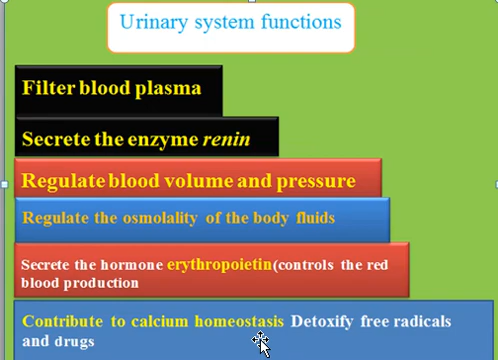 Urinary system functions
Filter blood plasma
Secrete the enzyme renin
Regulate blood volume and pressure
Regulate the osmolality of the body fluids
Secrete the hormone erythropoietin(controls the red
blood production
Contribute to calcium homeostasis Detoxify free radicals
and drugs